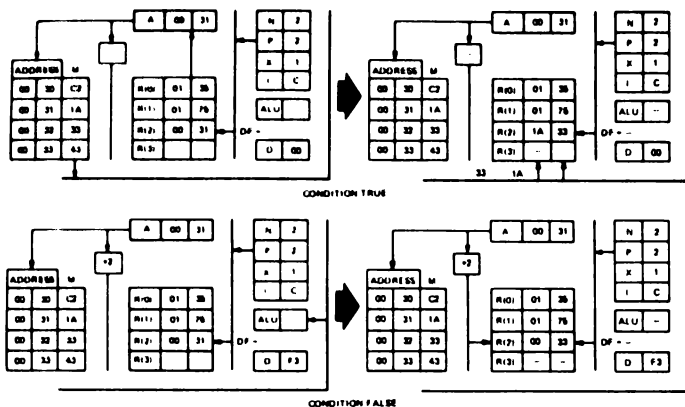 A 00 31
N 2
P 2
X 1
I C
ADDRESS M
00 30 C2
00 31 1A
00 32 33
00 33 43
R(0) 01 35
R(1) 01 75
R(2) 00 31
R(3)
ALU
DF -
D 00
A 00 31
-
N 2
P 2
X 1
I C
ADDRESS M
00 30 C2
00 31 1A
00 32 33
00 33 43
R(0) 01 35
R(1) 01 75
R(2) 1A 33
R(3) -
ALU -
DF -
D 00
33 1A
CONDITION TRUE
A 00 31
+2
N 2
P 2
X 1
I C
ADDRESS M
00 30 C2
00 31 1A
00 32 33
00 33 43
R(0) 01 35
R(1) 01 75
R(2) 00 31
R(3)
ALU
DF -
D F3
A 00 31
+2
N 2
P 2
X 1
I C
ADDRESS M
00 30 C2
00 31 1A
00 32 33
00 33 43
R(0) 01 35
R(1) 01 75
R(2) 00 33
R(3) - -
ALU -
DF -
D F3
CONDITION FALSE